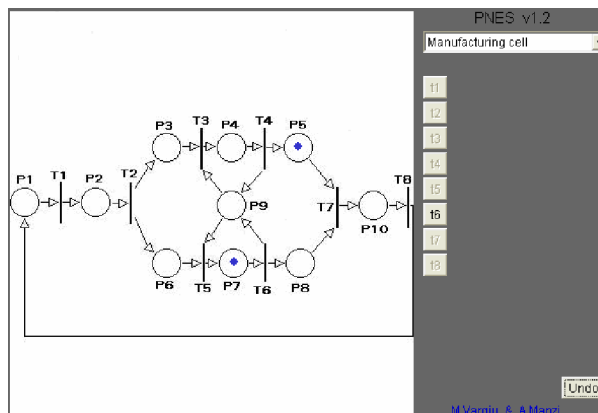 PNES v1.2
Manufacturing cell
P3
T3
P4
T4
P5
P1
T1
P2
T2
P9
T7
T8
P10
P6
T5
P7
T6
P8
t1
t2
t3
t4
t5
t6
t7
t8
Undo
M.Vargiu & A.Manzi